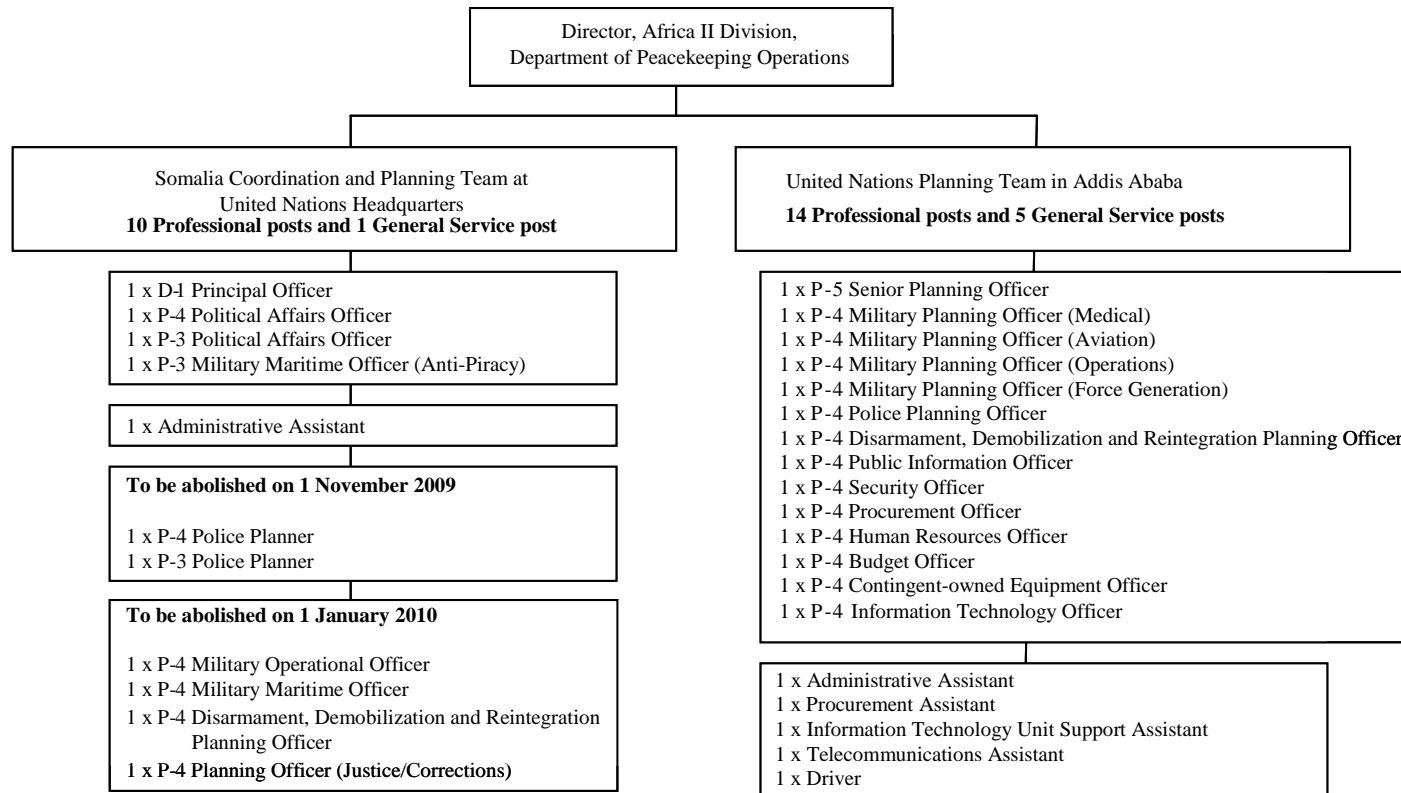 Director, Africa II Division,
Department of Peacekeeping Operations
Somalia Coordination and Planning Team at
United Nations Headquarters
10 Professional posts and 1 General Service post
1 x D-1 Principal Officer
1 x P-4 Political Affairs Officer
1 x P-3 Political Affairs Officer
1 x P-3 Military Maritime Officer (Anti-Piracy)
1 x Administrative Assistant
To be abolished on 1 November 2009
1 x P-4 Police Planner
1 x P-3 Police Planner
To be abolished on 1 January 2010
1 x P-4 Military Operational Officer
1 x P-4 Military Maritime Officer
1 x P-4 Disarmament, Demobilization and Reintegration
Planning Officer
1 x P-4 Planning Officer (Justice/Corrections)
United Nations Planning Team in Addis Ababa
14 Professional posts and 5 General Service posts
1 x P-5 Senior Planning Officer
1 x P-4 Military Planning Officer (Medical)
1 x P-4 Military Planning Officer (Aviation)
1 x P-4 Military Planning Officer (Operations)
1 x P-4 Military Planning Officer (Force Generation)
1 x P-4 Police Planning Officer
1 x P-4 Disarmament, Demobilization and Reintegration Planning Officer
1 x P-4 Public Information Officer
1 x P-4 Security Officer
1 x P-4 Procurement Officer
1 x P-4 Human Resources Officer
1 x P-4 Budget Officer
1 x P-4 Contingent-owned Equipment Officer
1 x P-4 Information Technology Officer
1 x Administrative Assistant
1 x Procurement Assistant
1 x Information Technology Unit Support Assistant
1 x Telecommunications Assistant
1 x Driver